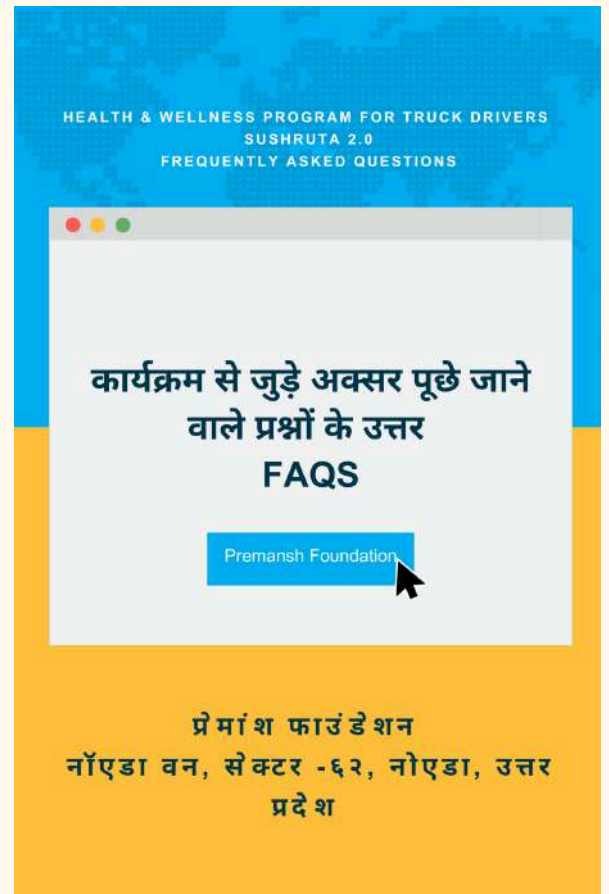 HEALTH & WELLNESS PROGRAM FOR TRUCK DRIVERS
SUSHRUTA 2.0
FREQUENTLY ASKED QUESTIONS
कार्यक्रम से जुड़े अक्सर पूछे जाने
वाले प्रश्नों के उत्तर
FAQS
Premansh Foundation
प्रेमांश फाउंडेशन
नॉएडा वन, सेक्टर -६२, नोएडा, उत्तर
प्रदेश